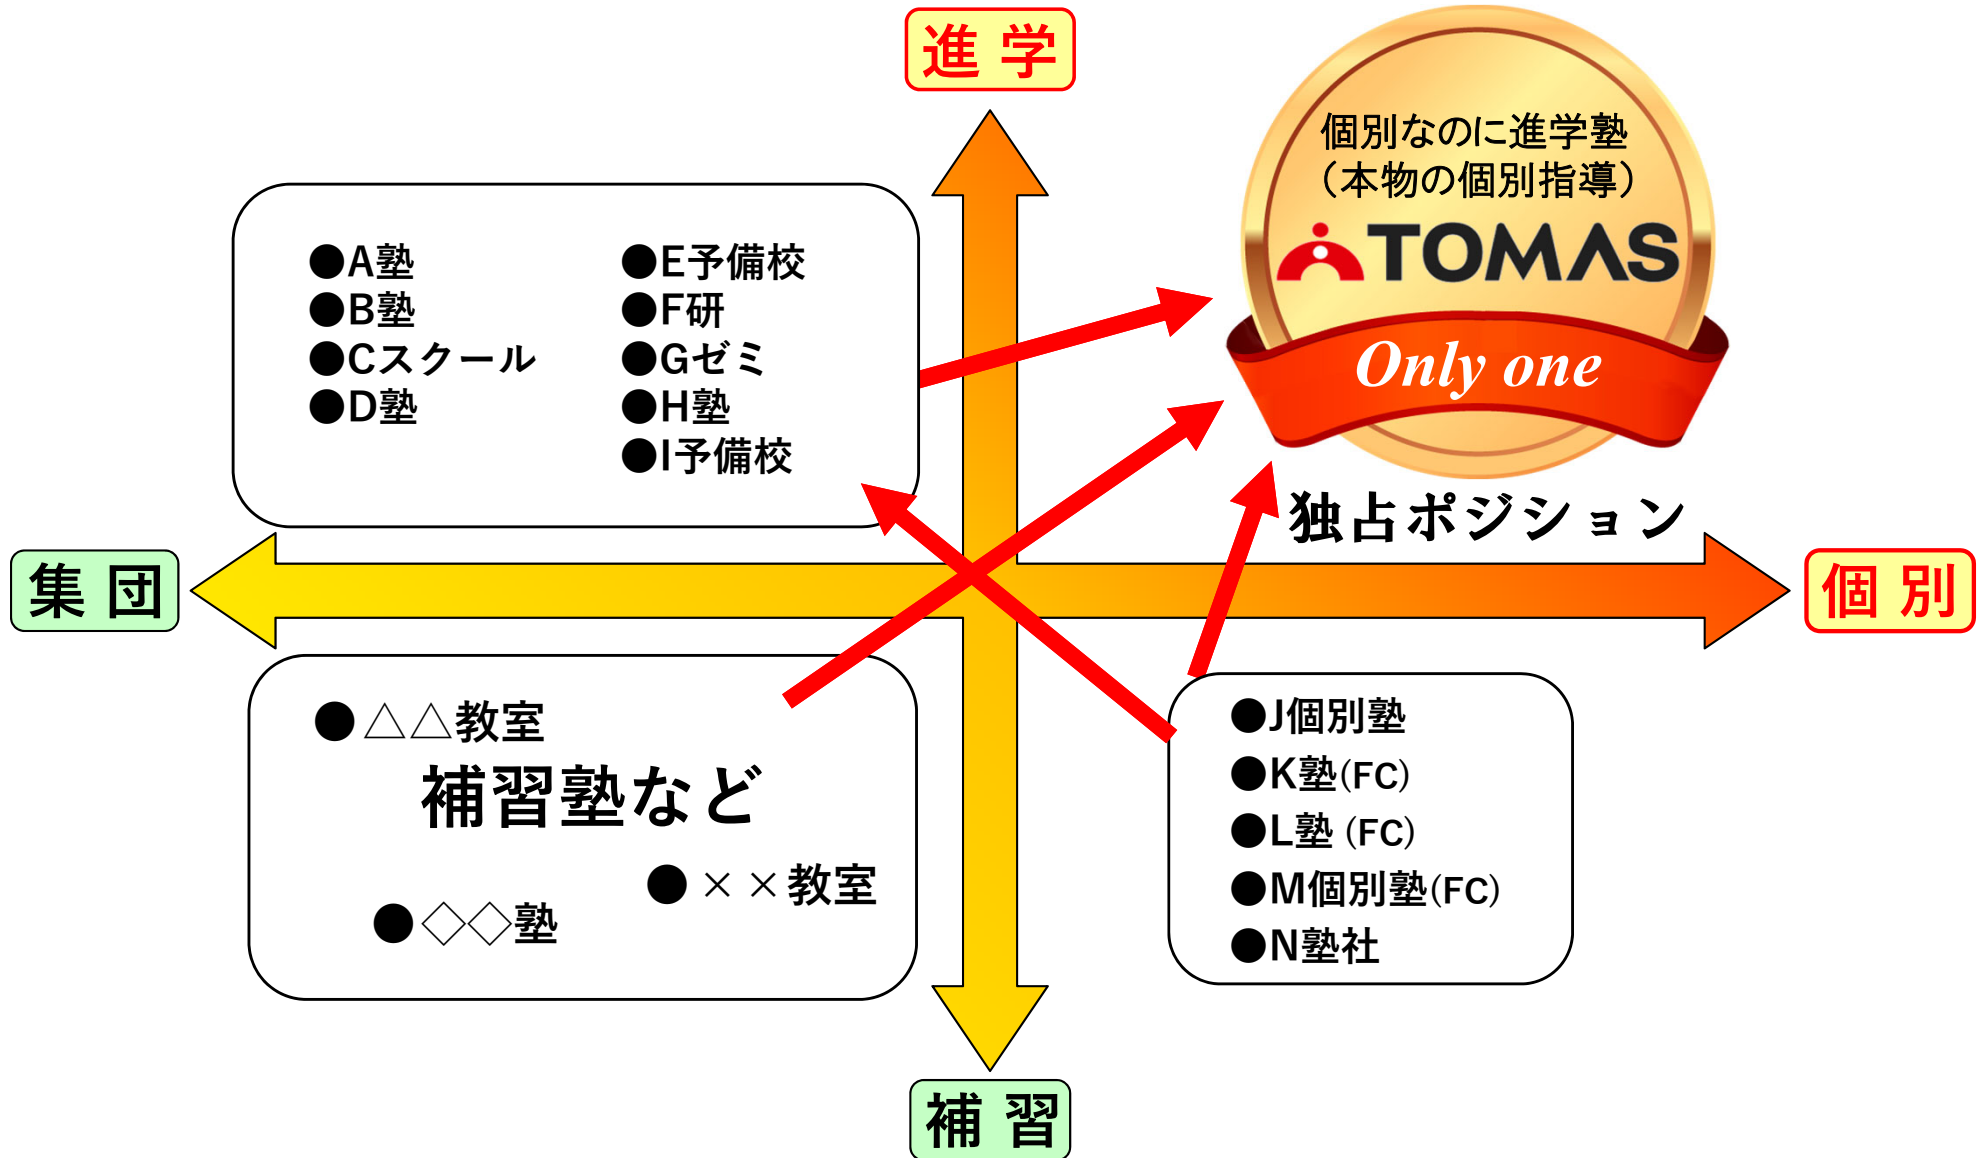 進学
個別なのに進学塾
（本物の個別指導）
TOMAS
Only one
独占ポジション
●A塾
●B塾
●Cスクール
●D塾
●E予備校
●F研
●Gゼミ
●H塾
●I予備校
集団
個別
●△△教室
補習塾など
●××教室
●◇◇塾
●J個別塾
●K塾(FC)
●L塾 (FC)
●M個別塾(FC)
●N塾社
補習